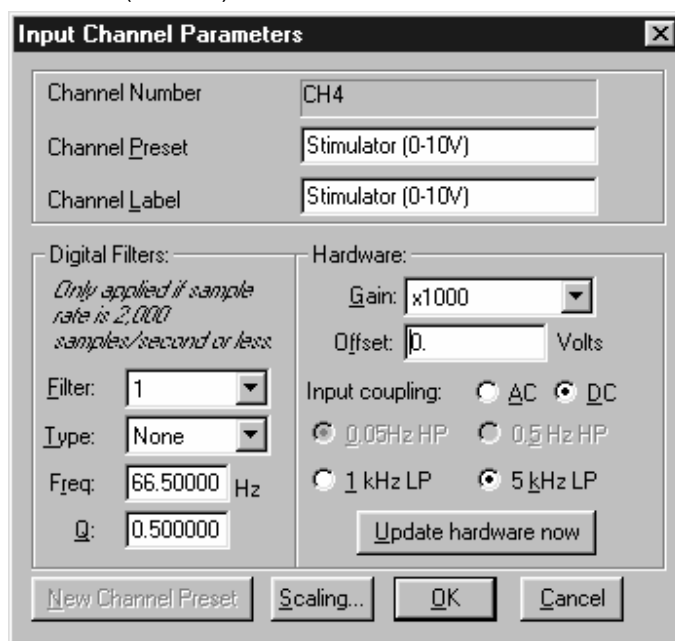 Input Channel Parameters
Channel Number CH4
Channel Preset Stimulator (0-10V)
Channel Label Stimulator (0-10V)
Digital Filters:
Only applied if sample
rate is 2,000
samples/second or less.
Filter: 1
Type: None
Freq: 66.50000 Hz
Q: 0.500000
Hardware:
Gain: x1000
Offset: 0. Volts
Input coupling: AC DC
0.05Hz HP 0.5 Hz HP
1 kHz LP 5 kHz LP
Update hardware now
New Channel Preset Scaling... OK Cancel